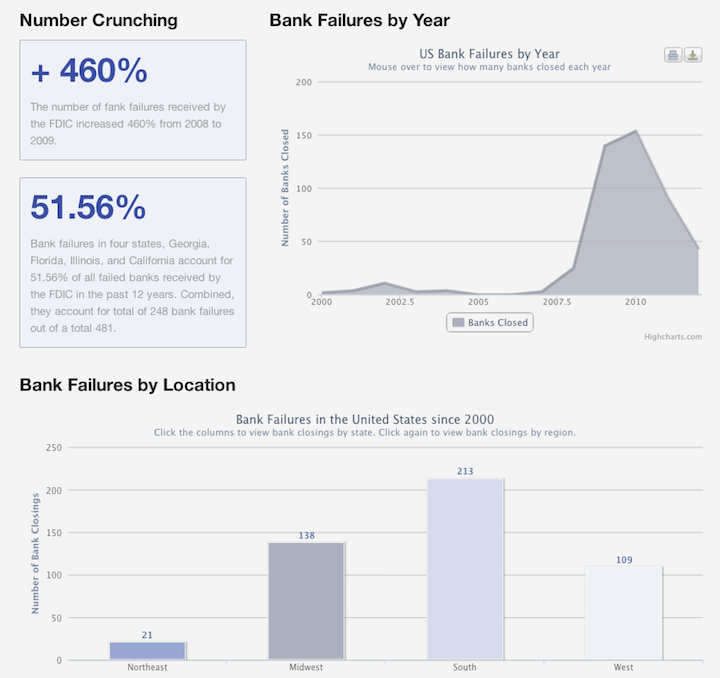 Number Crunching
+ 460%
The number of fank failures received by
the FDIC increased 460% from 2008 to
2009.
51.56%
Bank failures in four states, Georgia,
Florida, Illinois, and California account for
51.56% of all failed banks received by
the FDIC in the past 12 years. Combined,
they account for total of 248 bank failures
out of a total 481.
Bank Failures by Year
US Bank Failures by Year
Mouse over to view how many banks closed each year
Number of Banks Closed
200
150
100
50
0
2000 2002.5 2005 2007.5 2010
Banks Closed
Highcharts.com
Bank Failures by Location
Bank Failures in the United States since 2000
Click the columns to view bank closings by state. Click again to view bank closings by region.
Number of Bank Closings
250
200
150
100
50
0
21
138
213
109
Northeast Midwest South West